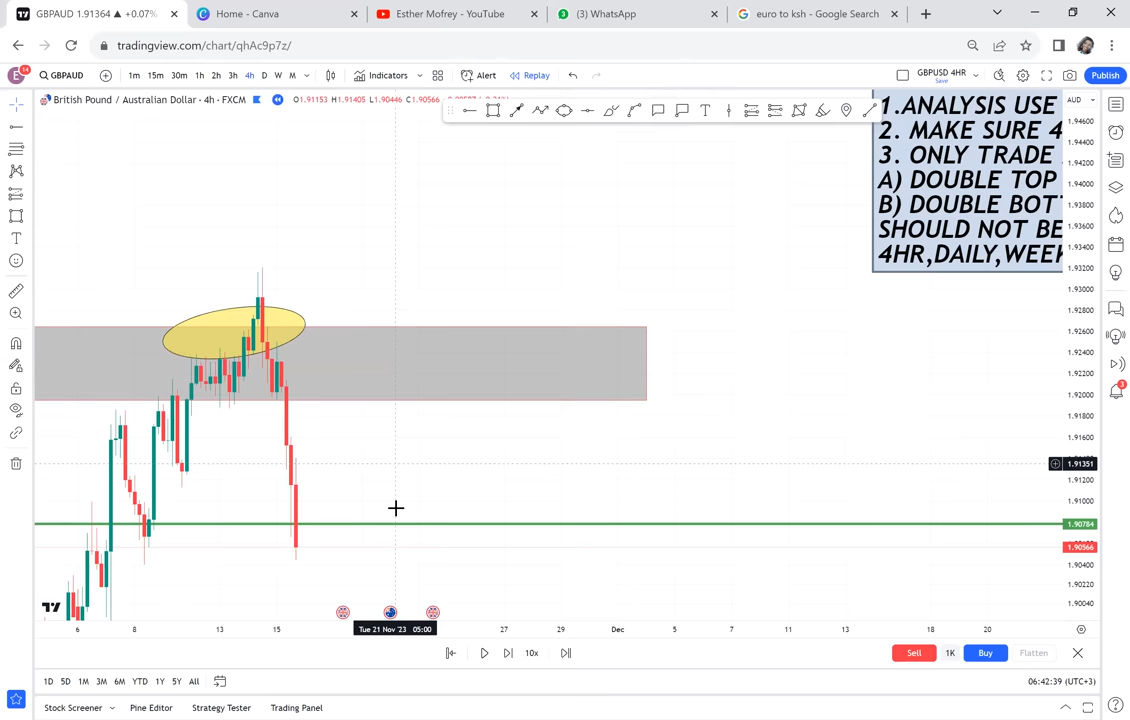 GBPAUD 1.91364 ▲ +0.07%
Home - Canva
Esther Mofrey - YouTube
(3) WhatsApp
euro to ksh - Google Search
tradingview.com/chart/qhAc9p7z/
14
GBPAUD
1m 15m 30m 1h 2h 3h 4h D W M
Indicators
Alert
Replay
GBPUSD 4HR
Save
Publish
British Pound / Australian Dollar · 4h · FXCM
O1.91153 H1.91405 L1.90446 C1.90566
AUD
1.ANALYSIS USE
2. MAKE SURE 4
3. ONLY TRADE
A) DOUBLE TOP
B) DOUBLE BOT
SHOULD NOT BE
4HR,DAILY,WEEK
1.94600
1.94400
1.94200
1.94000
1.93800
1.93600
1.93400
1.93200
1.93000
1.92800
1.92600
1.92400
1.92200
1.92000
1.91800
1.91600
1.91351
1.91200
1.91000
1.90784
1.90566
1.90400
1.90220
1.90040
3
6 8 13 15 Tue 21 Nov '23 05:00 27 29 Dec 5 7 11 13 18 20
10x
Sell 1K Buy Flatten
1D 5D 1M 3M 6M YTD 1Y 5Y All
06:42:39 (UTC+3)
Stock Screener Pine Editor Strategy Tester Trading Panel